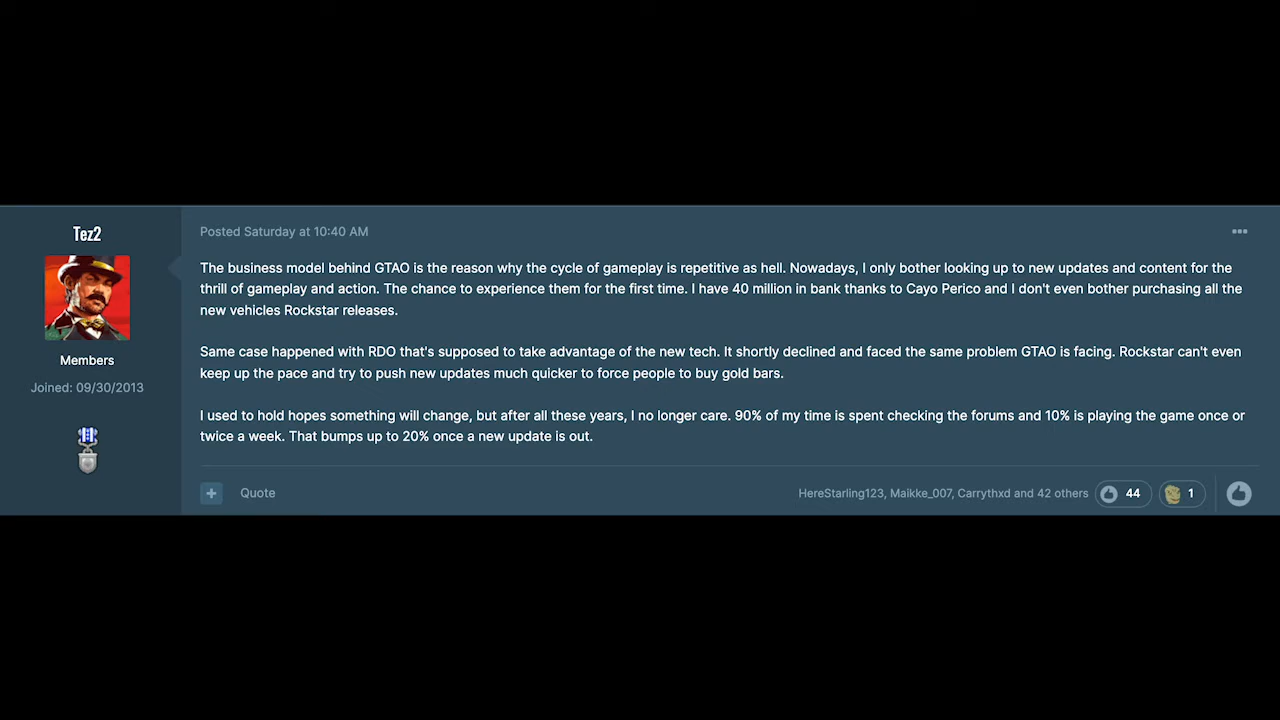 Tez2
Posted Saturday at 10:40 AM
The business model behind GTAO is the reason why the cycle of gameplay is repetitive as hell. Nowadays, I only bother looking up to new updates and content for the
thrill of gameplay and action. The chance to experience them for the first time. I have 40 million in bank thanks to Cayo Perico and I don't even bother purchasing all the
new vehicles Rockstar releases.
Members
Joined: 09/30/2013
Same case happened with RDO that's supposed to take advantage of the new tech. It shortly declined and faced the same problem GTAO is facing. Rockstar can't even
keep up the pace and try to push new updates much quicker to force people to buy gold bars.
I used to hold hopes something will change, but after all these years, I no longer care. 90% of my time is spent checking the forums and 10% is playing the game once or
twice a week. That bumps up to 20% once a new update is out.
+ Quote
HereStarling123, Maikke_007, Carrythxd and 42 others 44 1